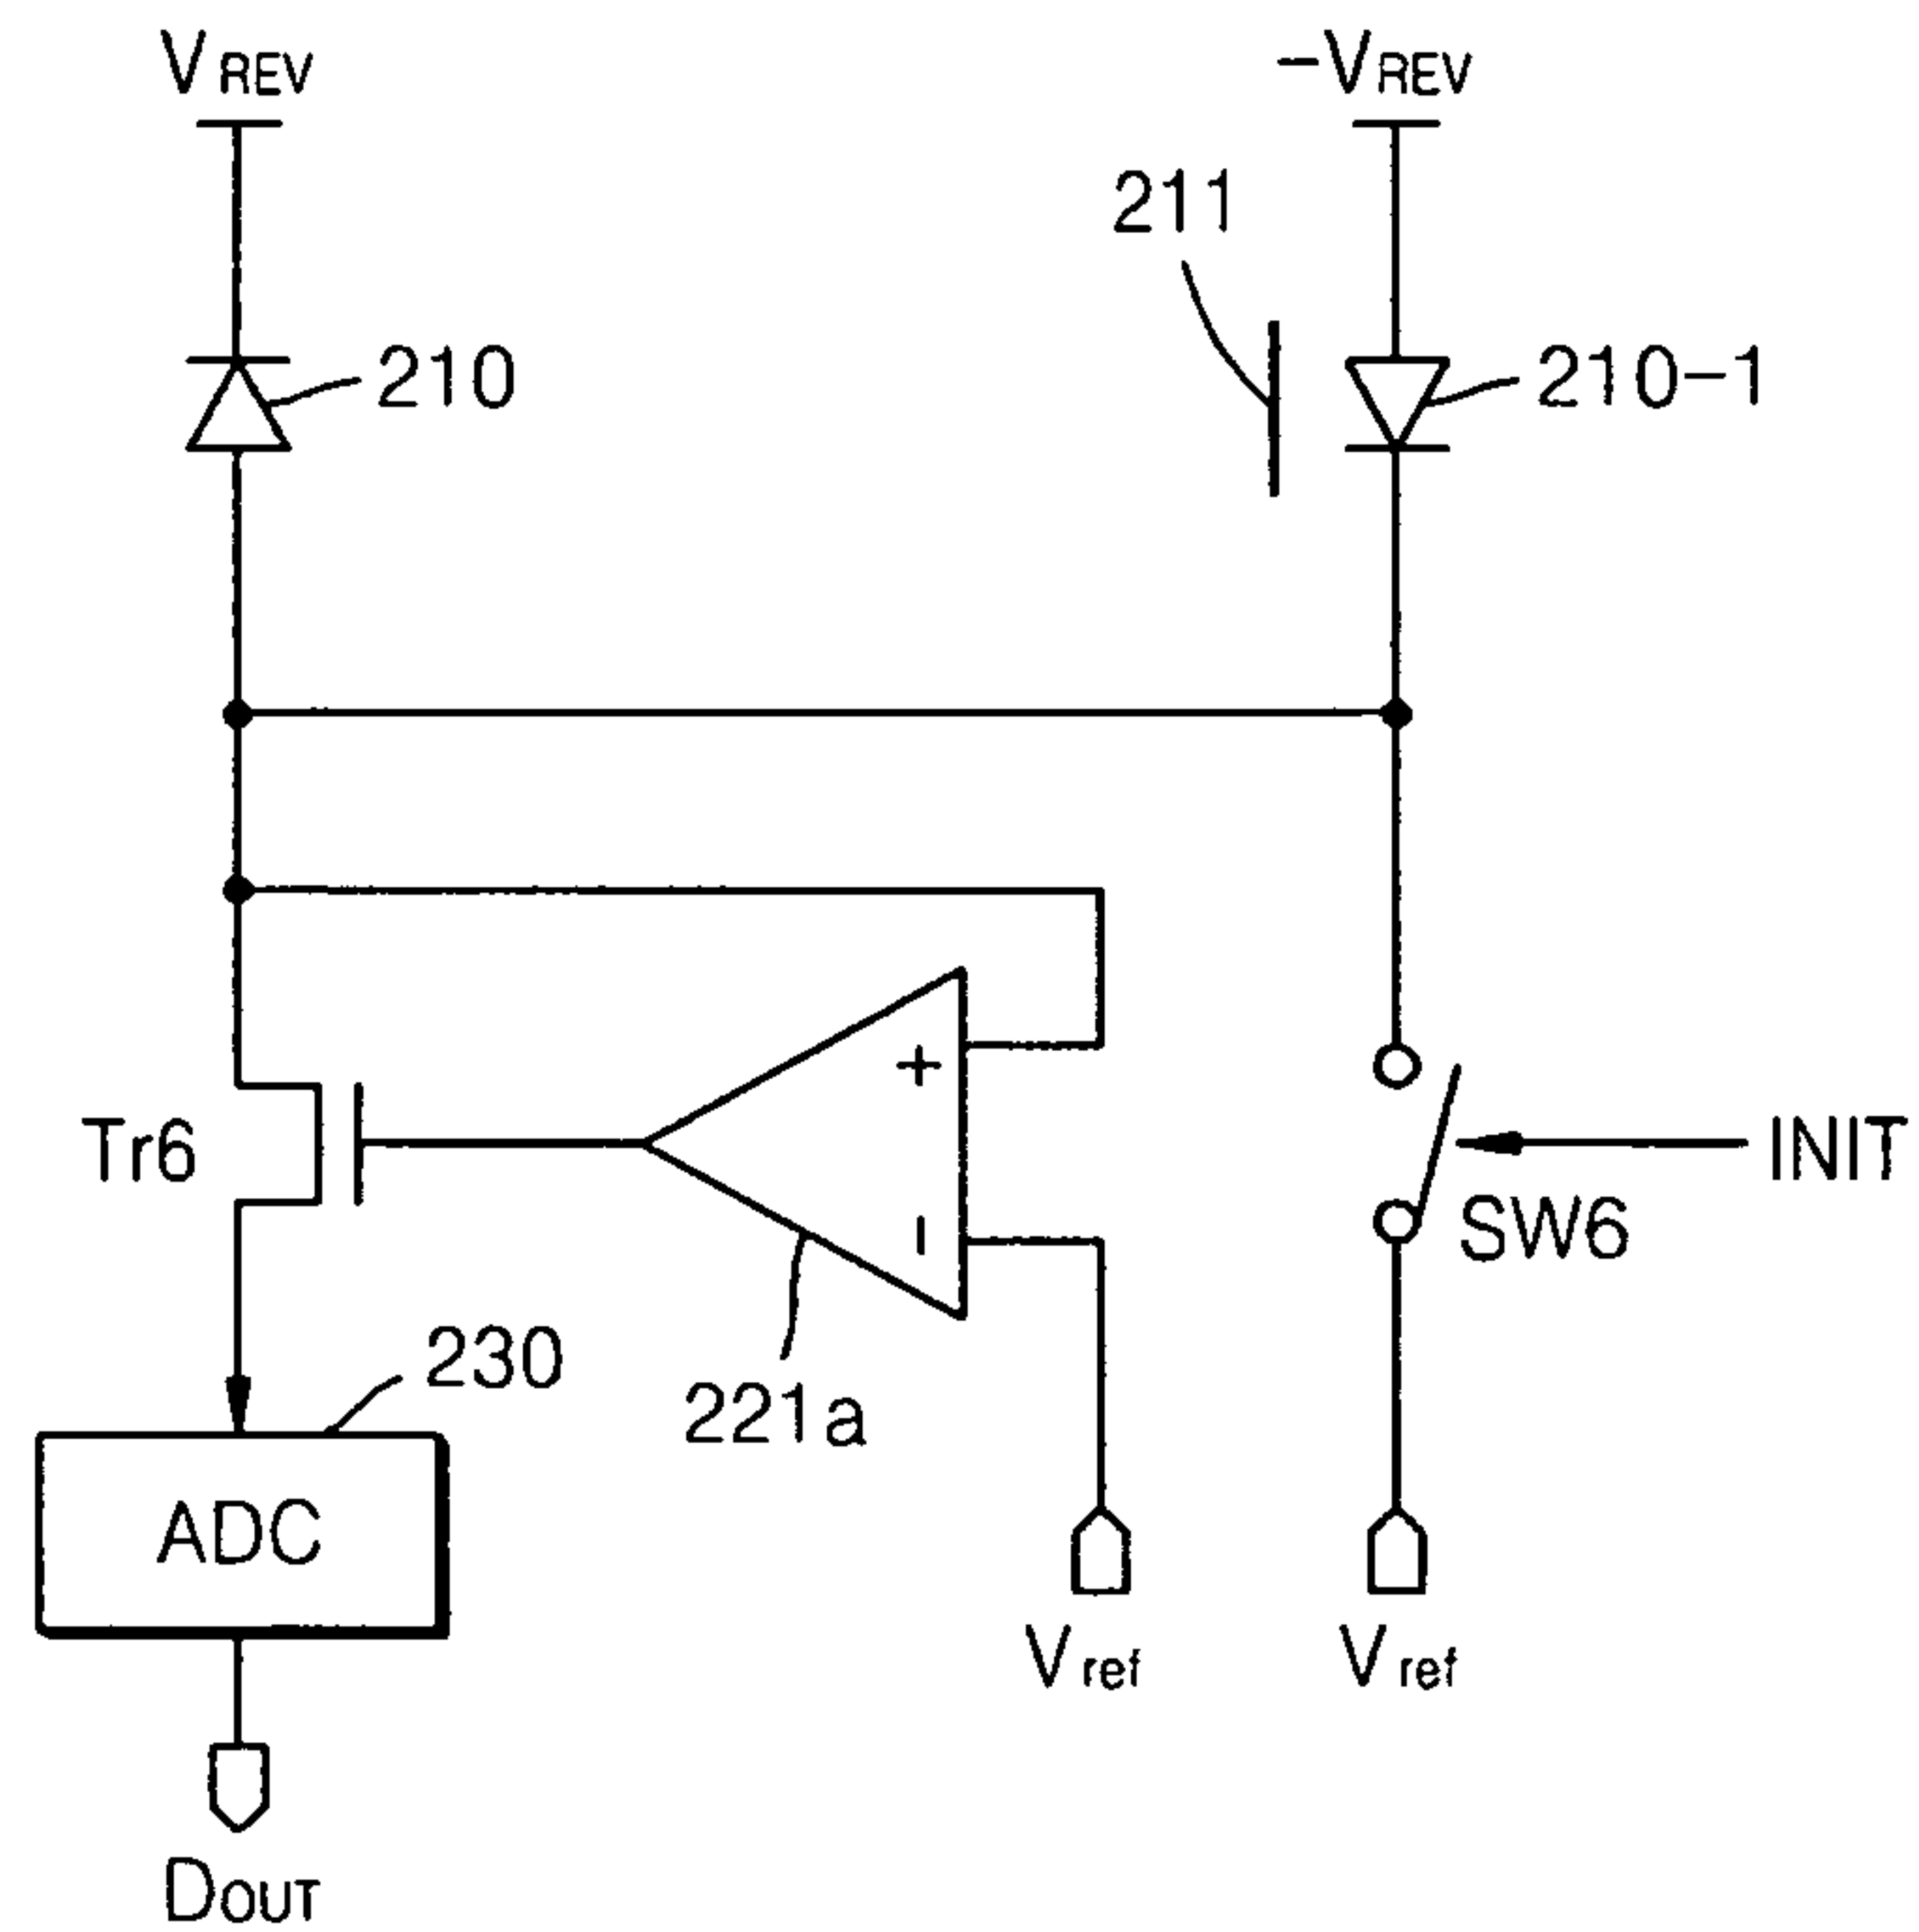 VREV
-VREV
211
210
210-1
+
Tr6
INIT
-
SW6
230
221a
ADC
Vref
Vref
DOUT